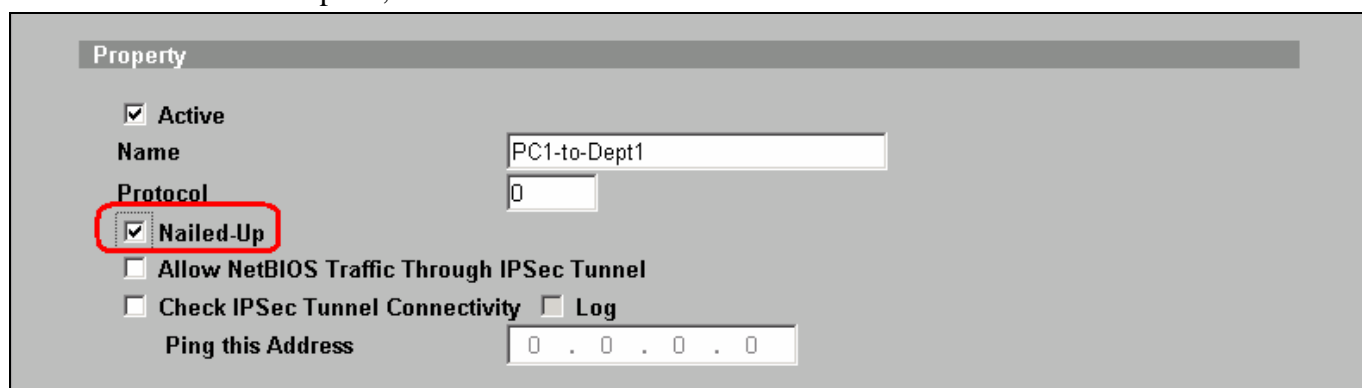 Property
Active
Name PC1-to-Dept1
Protocol 0
Nailed-Up
Allow NetBIOS Traffic Through IPSec Tunnel
Check IPSec Tunnel Connectivity Log
Ping this Address 0 . 0 . 0 . 0